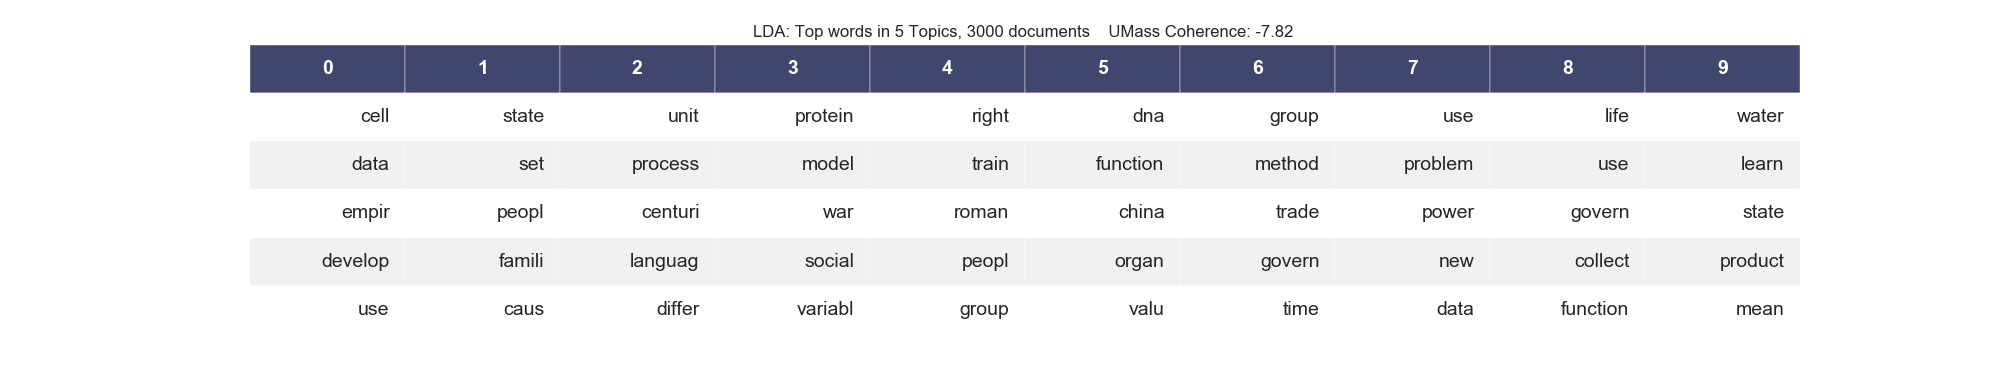 LDA: Top words in 5 Topics, 3000 documents    UMass Coherence: -7.82
0 1 2 3 4 5 6 7 8 9
cell state unit protein right dna group use life water
data set process model train function method problem use learn
empir peopl centuri war roman china trade power govern state
develop famili languag social peopl organ govern new collect product
use caus differ variabl group valu time data function mean